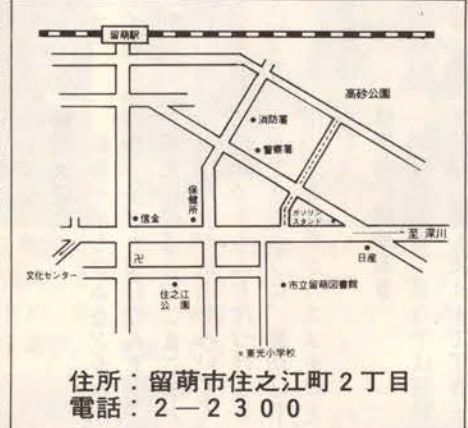 留萌駅
高砂公園
消防署
警察署
保健所
信金
ガソリン
スタンド
至 深川
日産
文化センター
卍
住之江
公園
市立留萌図書館
東光小学校
住所：留萌市住之江町2丁目
電話：2―2300